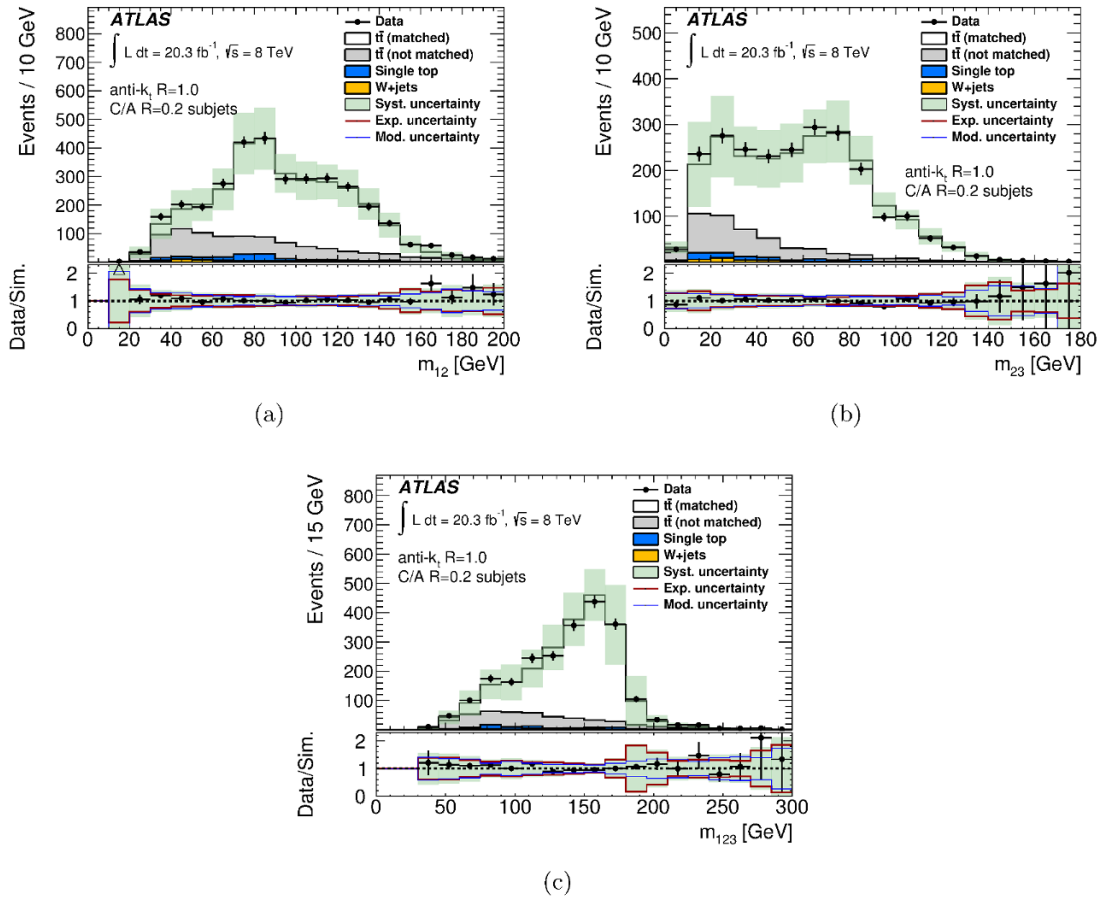 ATLAS
∫ L dt = 20.3 fb⁻¹, √s = 8 TeV
anti-kₜ R=1.0
C/A R=0.2 subjets
Data
tt̄ (matched)
tt̄ (not matched)
Single top
W+jets
Syst. uncertainty
Exp. uncertainty
Mod. uncertainty
Events / 10 GeV
800
700
600
500
400
300
200
100
Data/Sim.
2
1
0
0 20 40 60 80 100 120 140 160 180 200
m₁₂ [GeV]
(a)
ATLAS
∫ L dt = 20.3 fb⁻¹, √s = 8 TeV
Data
tt̄ (matched)
tt̄ (not matched)
Single top
W+jets
Syst. uncertainty
Exp. uncertainty
Mod. uncertainty
anti-kₜ R=1.0
C/A R=0.2 subjets
Events / 10 GeV
500
400
300
200
100
Data/Sim.
2
1
0
0 20 40 60 80 100 120 140 160 180
m₂₃ [GeV]
(b)
ATLAS
∫ L dt = 20.3 fb⁻¹, √s = 8 TeV
anti-kₜ R=1.0
C/A R=0.2 subjets
Data
tt̄ (matched)
tt̄ (not matched)
Single top
W+jets
Syst. uncertainty
Exp. uncertainty
Mod. uncertainty
Events / 15 GeV
800
700
600
500
400
300
200
100
Data/Sim.
2
1
0
0 50 100 150 200 250 300
m₁₂₃ [GeV]
(c)